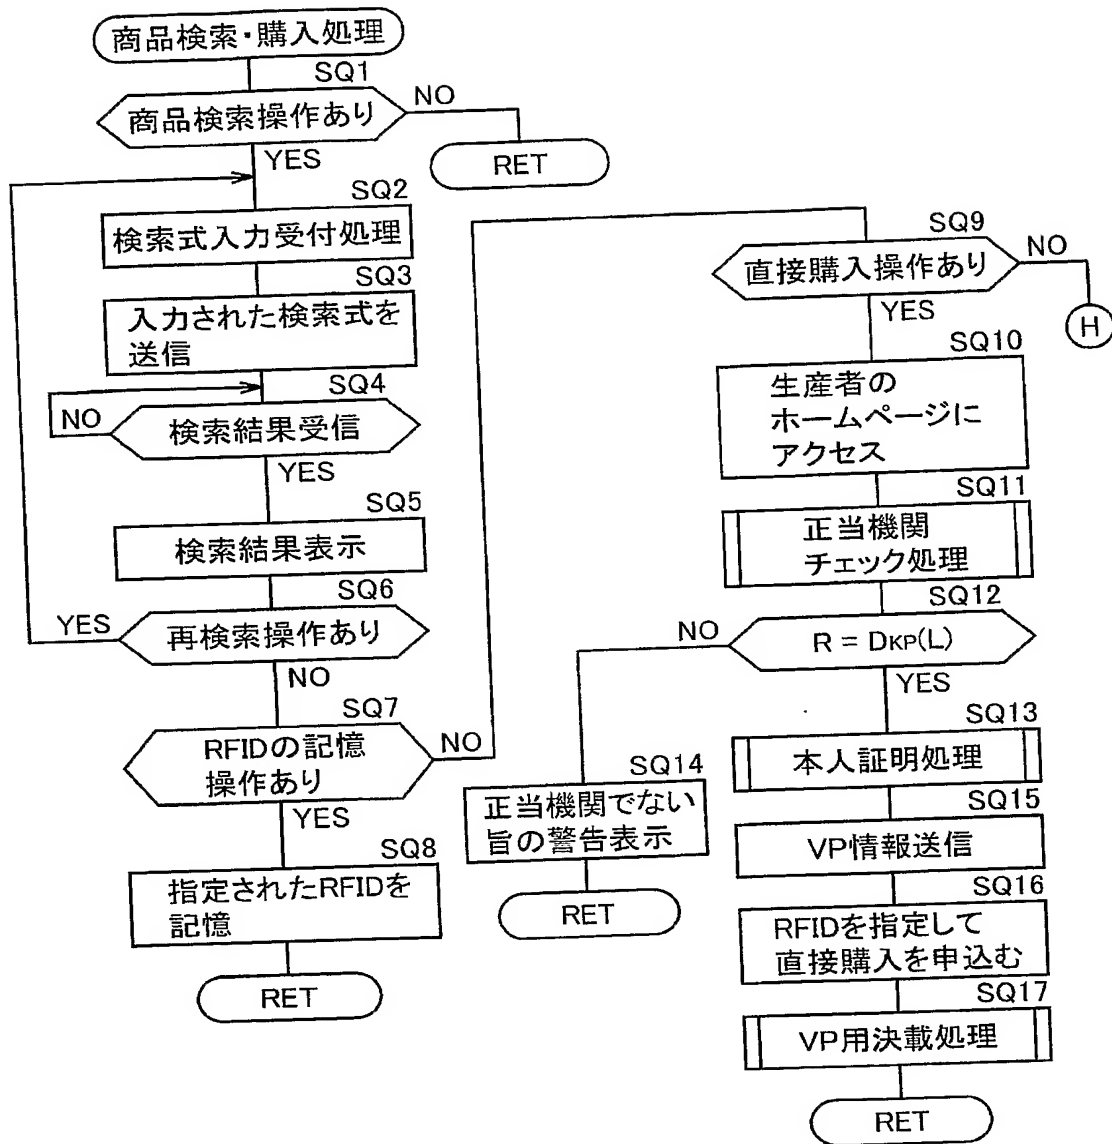 商品検索・購入処理
SQ1
商品検索操作あり
NO
RET
YES
SQ2
検索式入力受付処理
SQ3
入力された検索式を
送信
SQ4
NO
検索結果受信
YES
SQ5
検索結果表示
SQ6
YES
再検索操作あり
NO
SQ7
RFIDの記憶
操作あり
NO
YES
SQ8
指定されたRFIDを
記憶
RET
SQ9
直接購入操作あり
NO
H
YES
SQ10
生産者の
ホームページに
アクセス
SQ11
正当機関
チェック処理
SQ12
NO
R = DKP(L)
YES
SQ14
正当機関でない
旨の警告表示
RET
SQ13
本人証明処理
SQ15
VP情報送信
SQ16
RFIDを指定して
直接購入を申込む
SQ17
VP用決載処理
RET